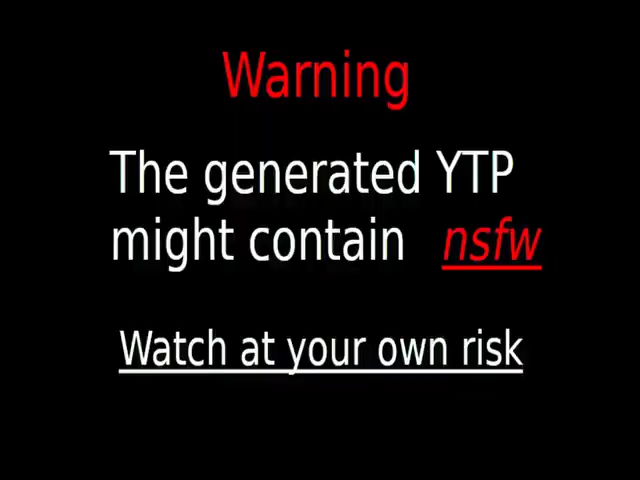 Warning
The generated YTP
might contain nsfw
Watch at your own risk